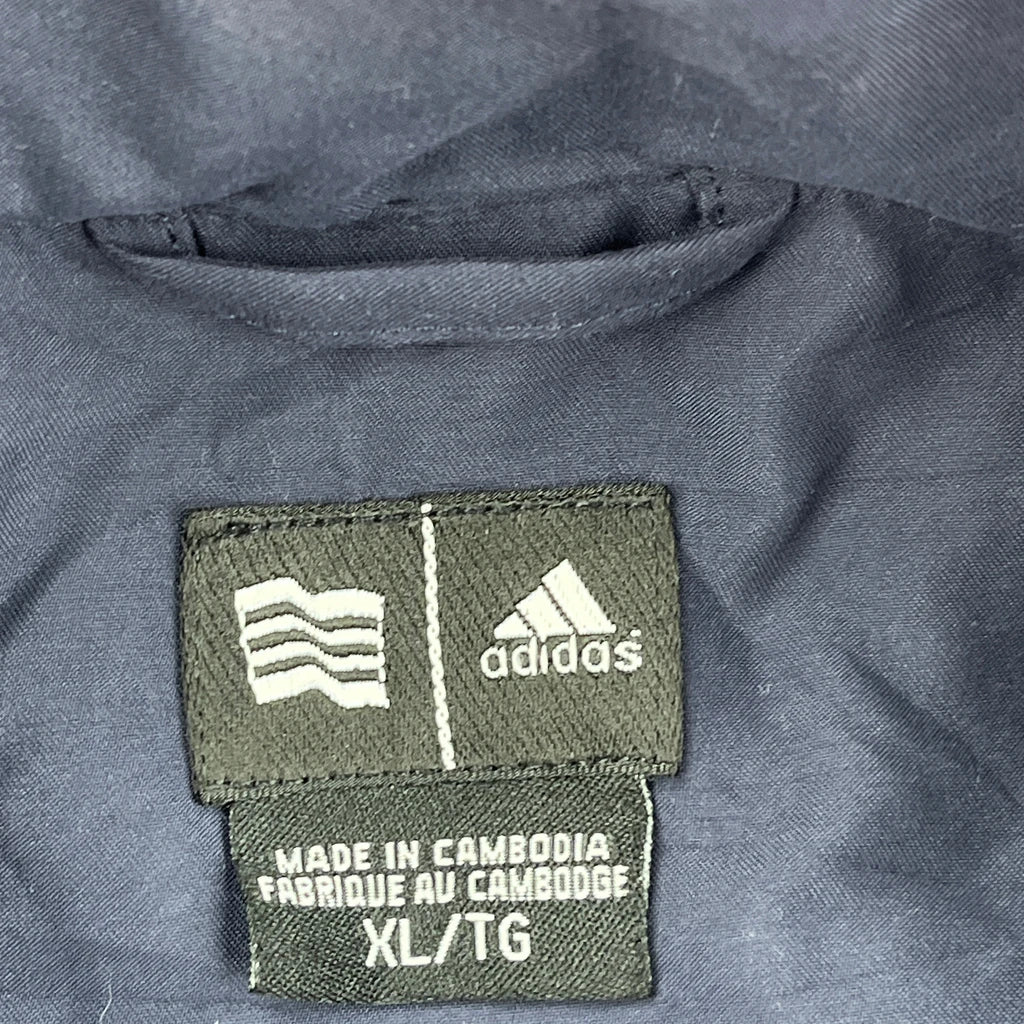 adidas
MADE IN CAMBODIA
FABRIQUE AU CAMBODGE
XL/TG